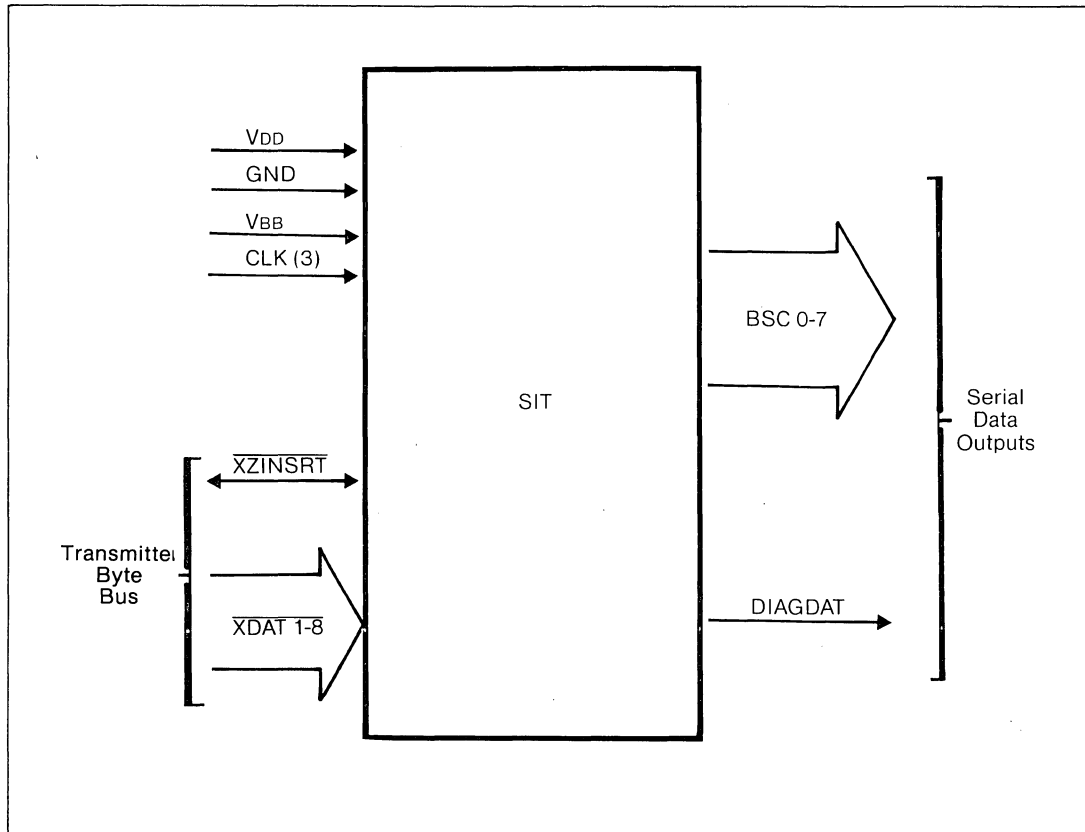 VDD
GND
VBB
CLK (3)
BSC 0-7
SIT
Serial
Data
Outputs
XZINSRT
Transmitter
Byte
Bus
XDAT 1-8
DIAGDAT